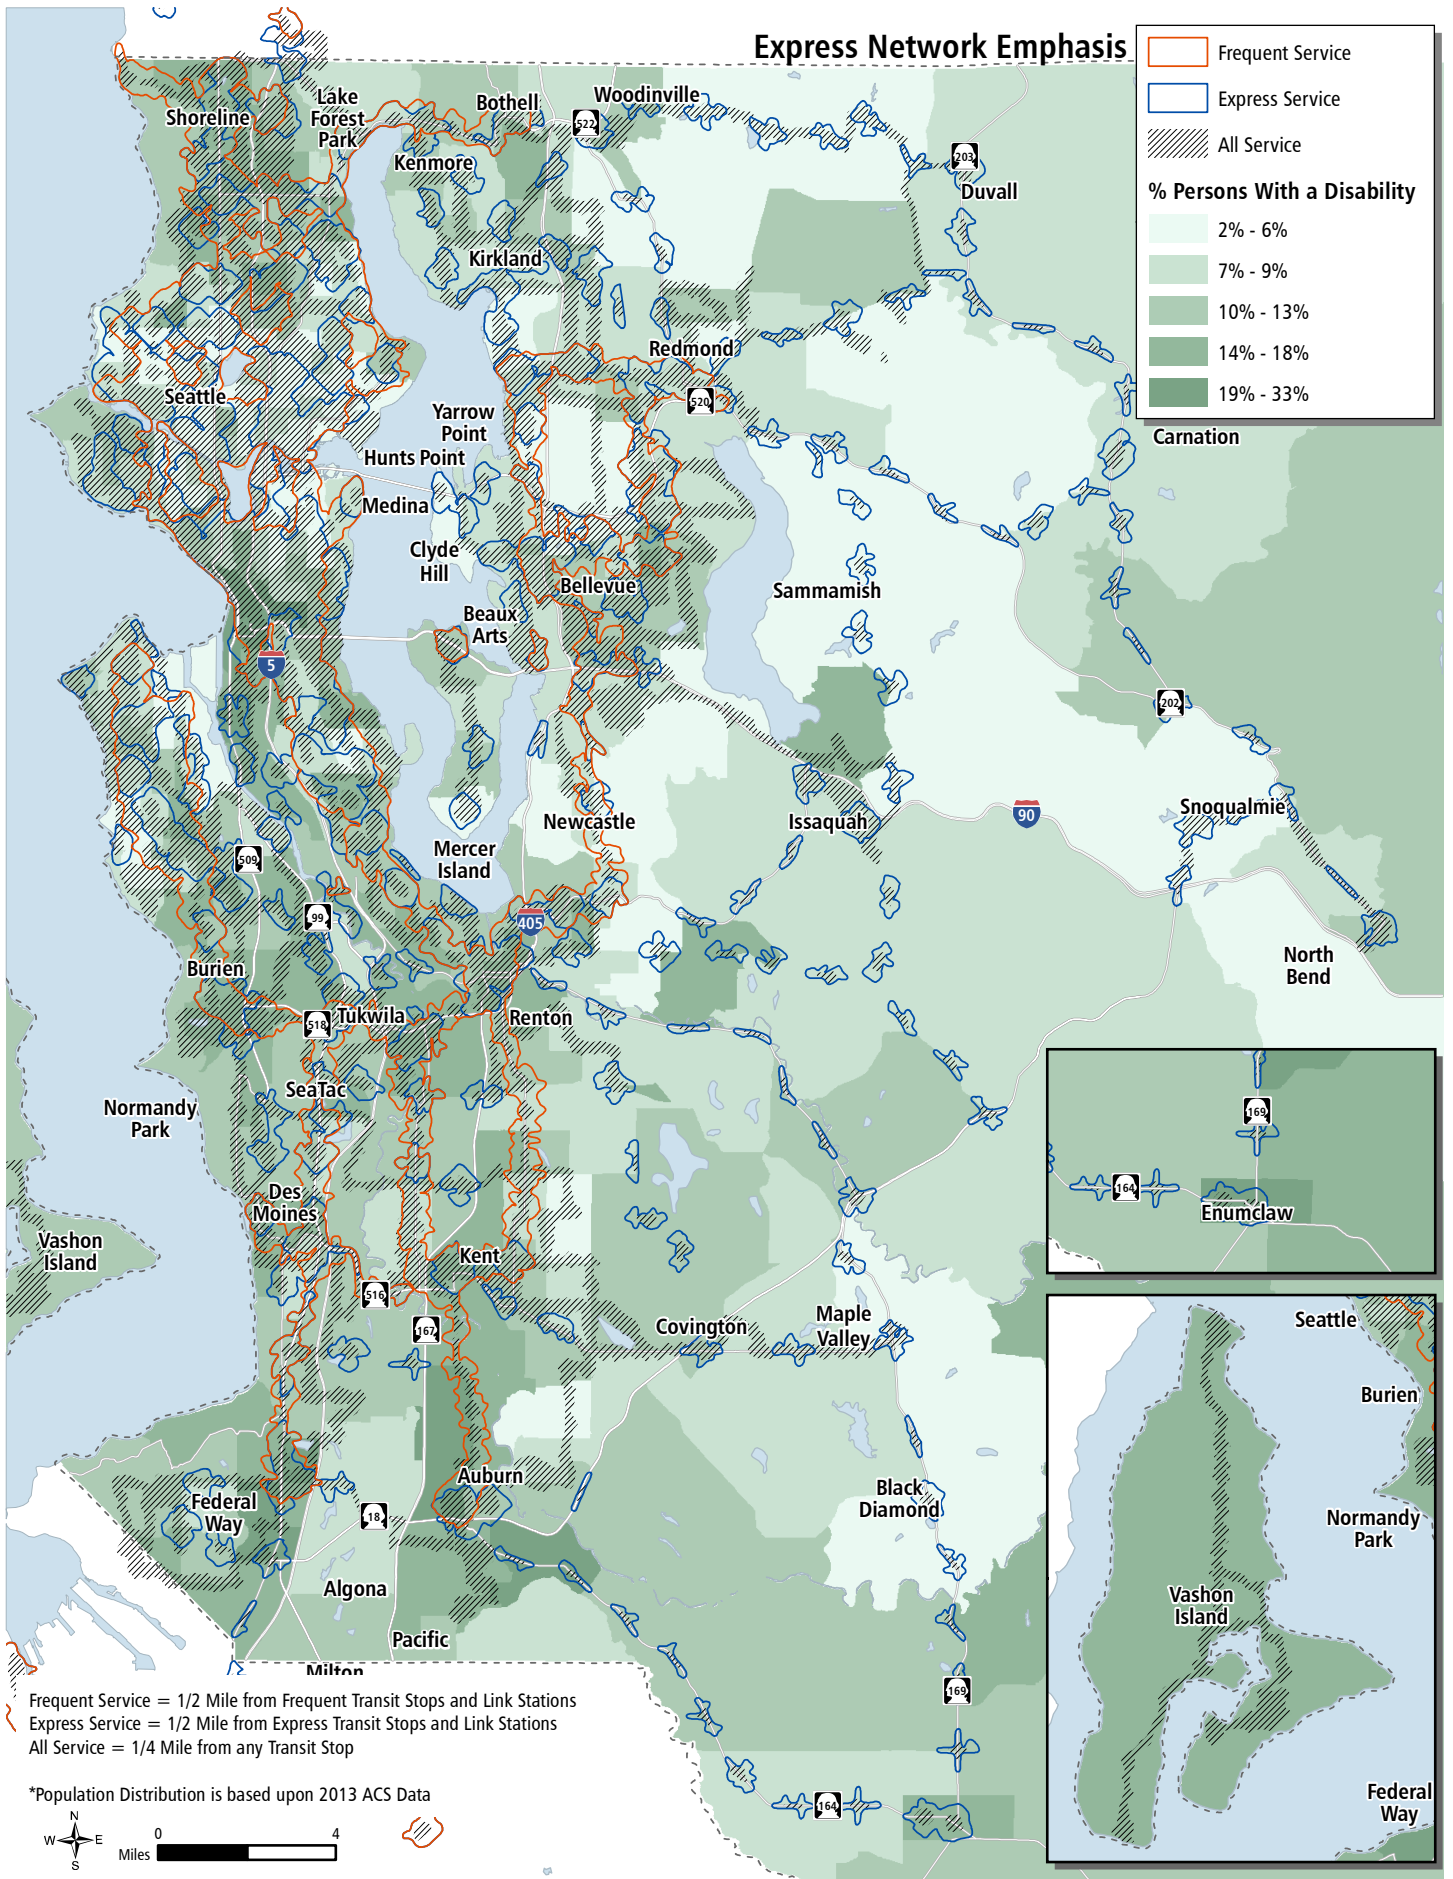 Express Network Emphasis
Frequent Service
Express Service
All Service
% Persons With a Disability
2% - 6%
7% - 9%
10% - 13%
14% - 18%
19% - 33%
Shoreline
Lake
Forest
Park
Bothell
Woodinville
522
Kenmore
203
Duvall
Kirkland
Redmond
520
Seattle
Yarrow
Point
Hunts Point
Carnation
Medina
Clyde
Hill
Bellevue
Sammamish
Beaux
Arts
5
202
Newcastle
Issaquah
90
Snoqualmie
Mercer
Island
509
99
405
Burien
North
Bend
518
Tukwila
Renton
SeaTac
Normandy
Park
169
164
Enumclaw
Des
Moines
Vashon
Island
Kent
516
167
Covington
Maple
Valley
Seattle
Burien
Auburn
Black
Diamond
Federal
Way
18
Normandy
Park
Algona
Vashon
Island
Pacific
Milton
169
164
Federal
Way
Frequent Service = 1/2 Mile from Frequent Transit Stops and Link Stations
Express Service = 1/2 Mile from Express Transit Stops and Link Stations
All Service = 1/4 Mile from any Transit Stop
*Population Distribution is based upon 2013 ACS Data
N
W E
S
0 4
Miles